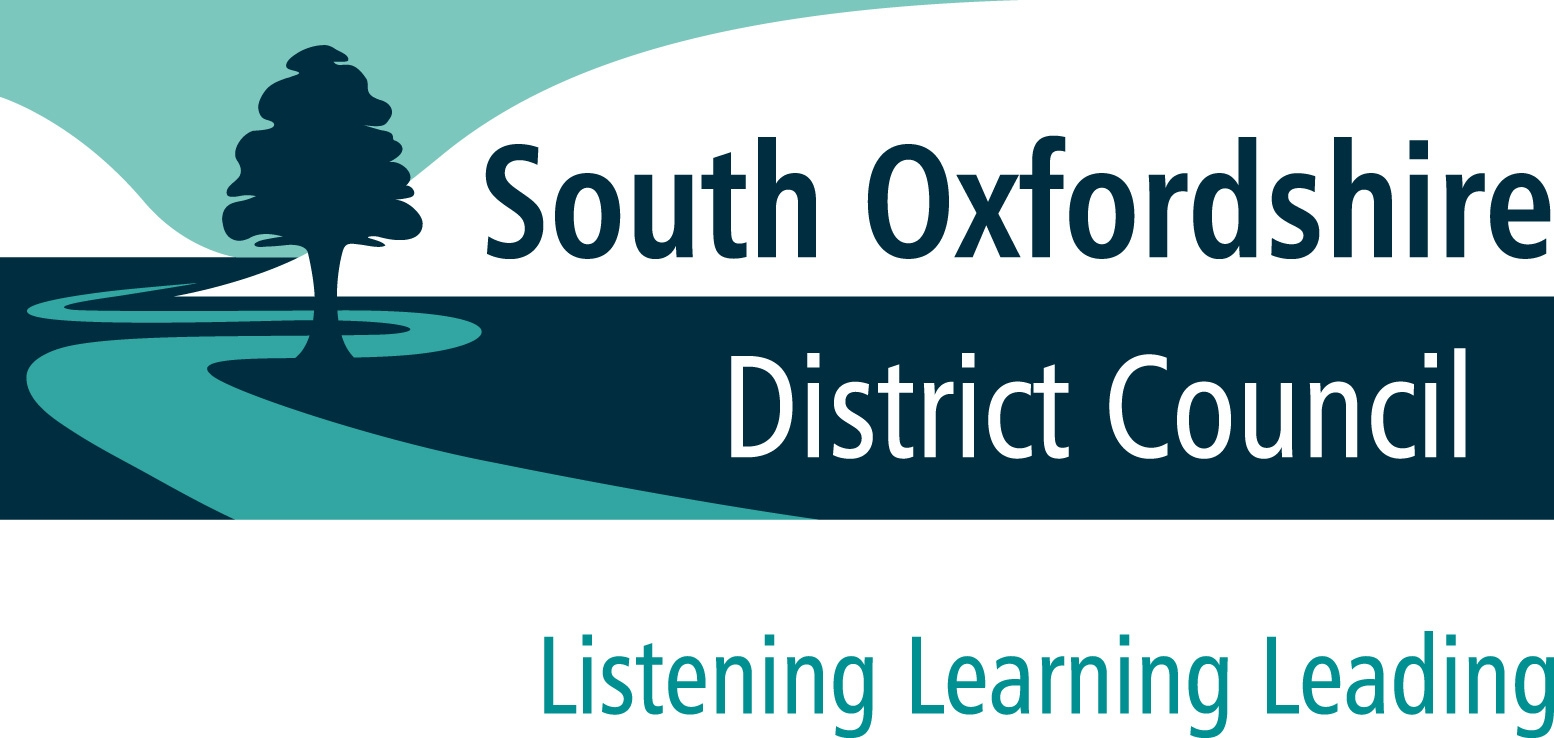 South Oxfordshire
District Council
Listening Learning Leading